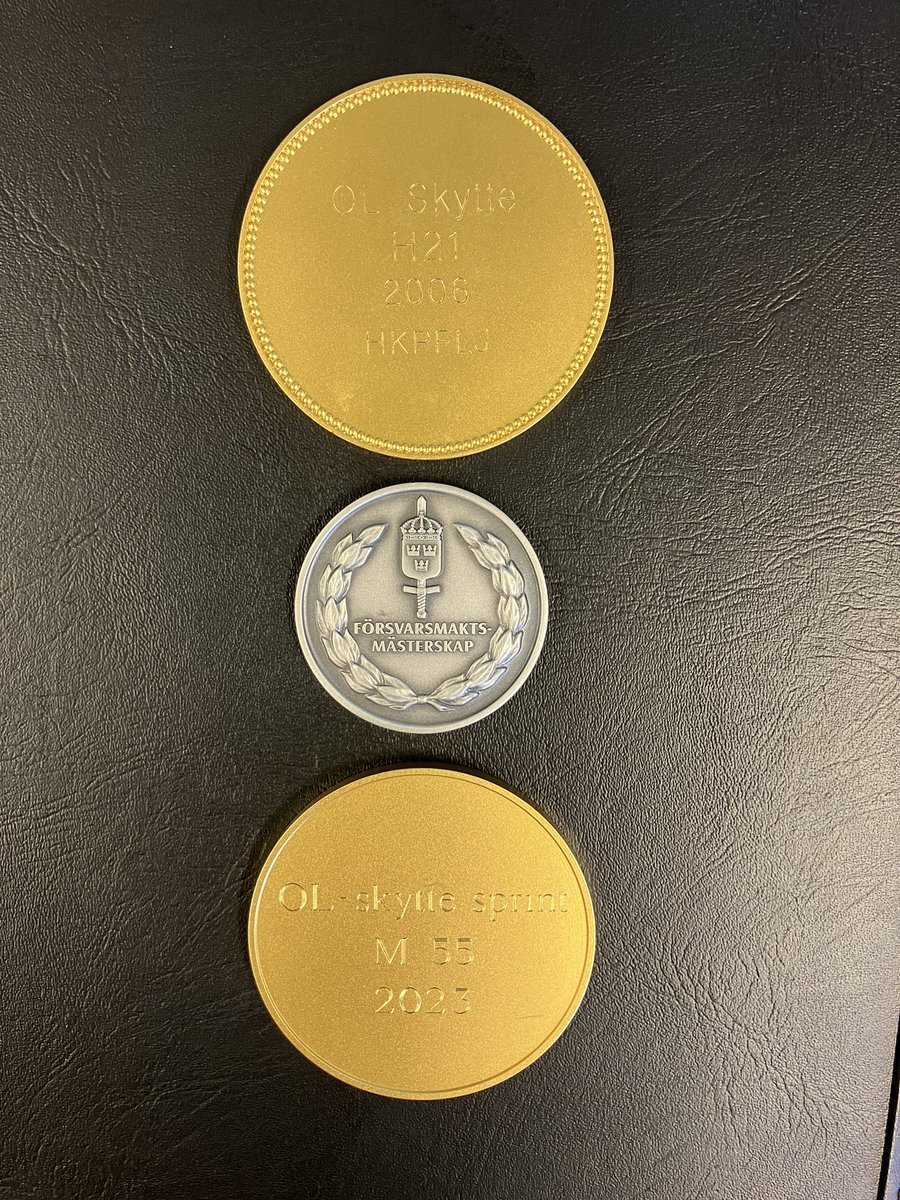 OL Skytte
H21
2006
HKPFLJ
FÖRSVARSMAKTS-
MÄSTERSKAP
OL-skytte sprint
M 55
2023